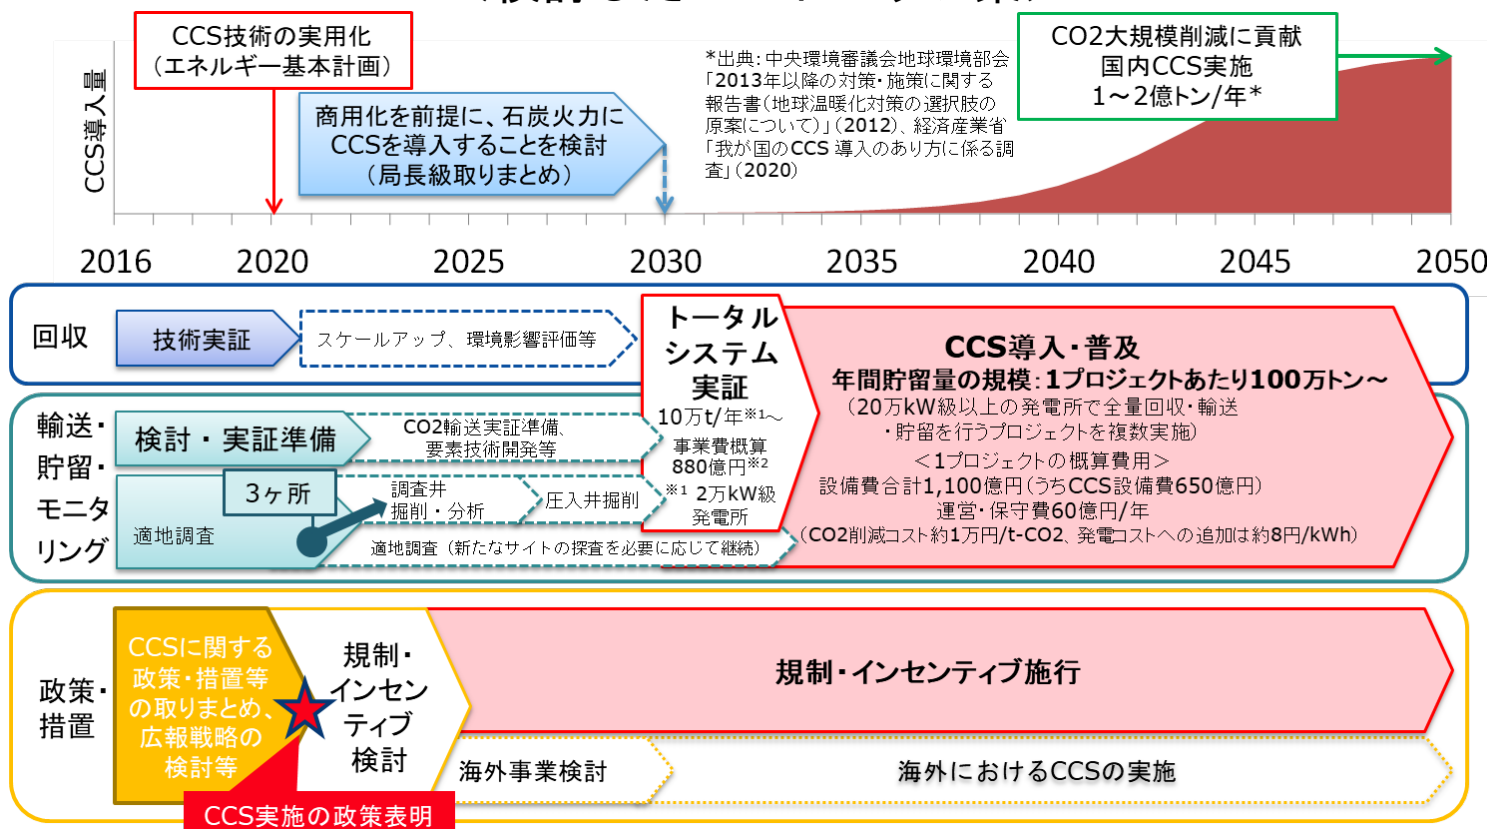 CCS技術の実用化
（エネルギー基本計画）
CCS導入量
商用化を前提に、石炭火力に
CCSを導入することを検討
（局長級取りまとめ）
*出典：中央環境審議会地球環境部会
「2013年以降の対策・施策に関する
報告書（地球温暖化対策の選択肢の
原案について）」（2012）、経済産業省
「我が国のCCS 導入のあり方に係る調
査」（2020）
CO2大規模削減に貢献
国内CCS実施
1～2億トン/年*
2016 2020 2025 2030 2035 2040 2045 2050
回収
技術実証
スケールアップ、環境影響評価等
トータル
システム
実証
10万t/年※1～
事業費概算
880億円※2
※1 2万kW級
発電所
CCS導入・普及
年間貯留量の規模：1プロジェクトあたり100万トン～
（20万kW級以上の発電所で全量回収・輸送
・貯留を行うプロジェクトを複数実施）
＜1プロジェクトの概算費用＞
設備費合計1,100億円（うちCCS設備費650億円）
運営・保守費60億円/年
（CO2削減コスト約1万円/t-CO2、発電コストへの追加は約8円/kWh）
輸送・
貯留・
モニタ
リング
検討・実証準備
CO2輸送実証準備、
要素技術開発等
3ヶ所
適地調査
調査井
掘削・分析
圧入井掘削
適地調査（新たなサイトの探査を必要に応じて継続）
政策・
措置
CCSに関する
政策・措置等
の取りまとめ、
広報戦略の
検討等
規制・
インセン
ティブ
検討
規制・インセンティブ施行
海外事業検討
海外におけるCCSの実施
CCS実施の政策表明